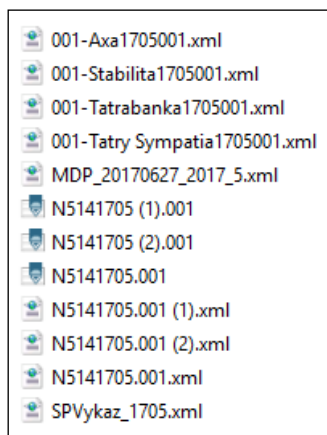 001-Axa1705001.xml
001-Stabilita1705001.xml
001-Tatrabanka1705001.xml
001-Tatry Sympatia1705001.xml
MDP_20170627_2017_5.xml
N5141705 (1).001
N5141705 (2).001
N5141705.001
N5141705.001 (1).xml
N5141705.001 (2).xml
N5141705.001.xml
SPVykaz_1705.xml